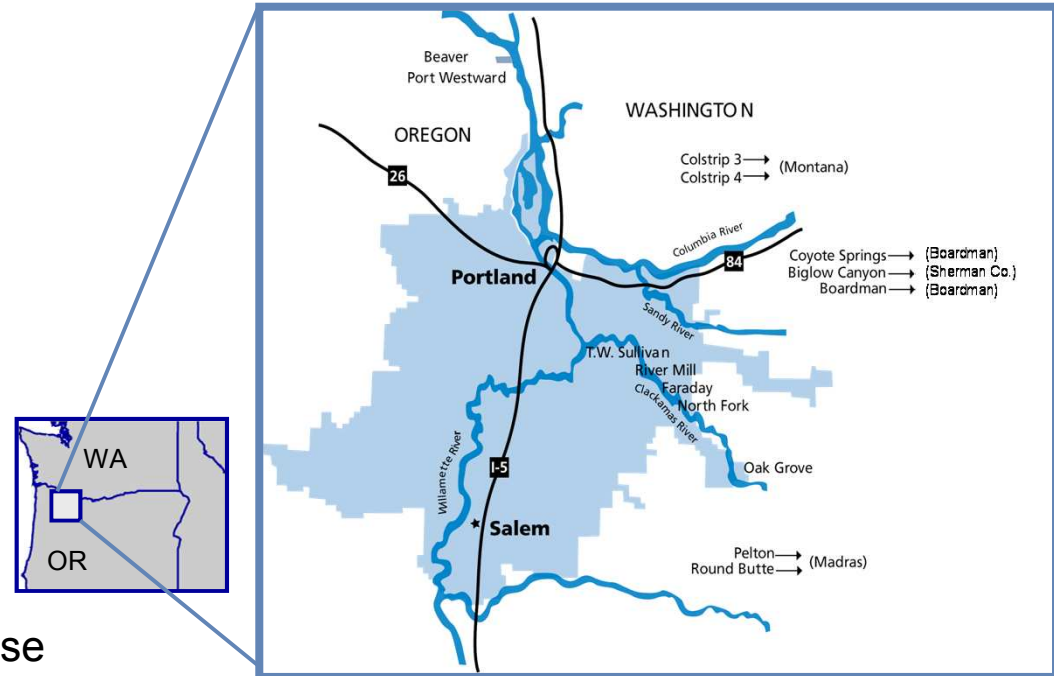 Beaver
Port Westward
WASHINGTON
OREGON
26
Colstrip 3 → (Montana)
Colstrip 4 →
Columbia River
84
Coyote Springs → (Boardman)
Biglow Canyon → (Sherman Co.)
Boardman → (Boardman)
Portland
Sandy River
T.W. Sullivan
River Mill
Faraday
North Fork
Clackamas River
Willamette River
I-5
Oak Grove
Salem
WA
OR
Pelton → (Madras)
Round Butte →
se